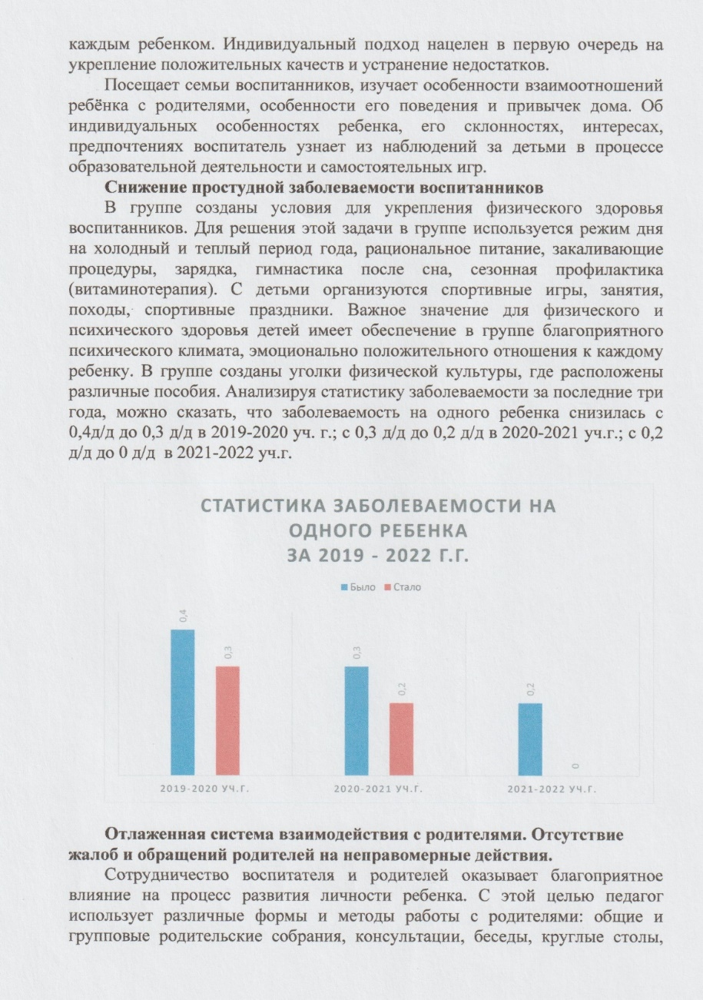 каждым ребенком. Индивидуальный подход нацелен в первую очередь на
укрепление положительных качеств и устранение недостатков.
Посещает семьи воспитанников, изучает особенности взаимоотношений
ребёнка с родителями, особенности его поведения и привычек дома. Об
индивидуальных особенностях ребенка, его склонностях, интересах,
предпочтениях воспитатель узнает из наблюдений за детьми в процессе
образовательной деятельности и самостоятельных игр.
Снижение простудной заболеваемости воспитанников
В группе созданы условия для укрепления физического здоровья
воспитанников. Для решения этой задачи в группе используется режим дня
на холодный и теплый период года, рациональное питание, закаливающие
процедуры, зарядка, гимнастика после сна, сезонная профилактика
(витаминотерапия). С детьми организуются спортивные игры, занятия,
походы, спортивные праздники. Важное значение для физического и
психического здоровья детей имеет обеспечение в группе благоприятного
психического климата, эмоционально положительного отношения к каждому
ребенку. В группе созданы уголки физической культуры, где расположены
различные пособия. Анализируя статистику заболеваемости за последние три
года, можно сказать, что заболеваемость на одного ребенка снизилась с
0,4д/д до 0,3 д/д в 2019-2020 уч. г.; с 0,3 д/д до 0,2 д/д в 2020-2021 уч.г.; с 0,2
д/д до 0 д/д в 2021-2022 уч.г.
СТАТИСТИКА ЗАБОЛЕВАЕМОСТИ НА
ОДНОГО РЕБЕНКА
ЗА 2019 - 2022 Г.Г.
Было Стало
0,4
0,3
0,3
0,2
0,2
0
2019-2020 УЧ.Г. 2020-2021 УЧ.Г. 2021-2022 УЧ.Г.
Отлаженная система взаимодействия с родителями. Отсутствие
жалоб и обращений родителей на неправомерные действия.
Сотрудничество воспитателя и родителей оказывает благоприятное
влияние на процесс развития личности ребенка. С этой целью педагог
использует различные формы и методы работы с родителями: общие и
групповые родительские собрания, консультации, беседы, круглые столы,